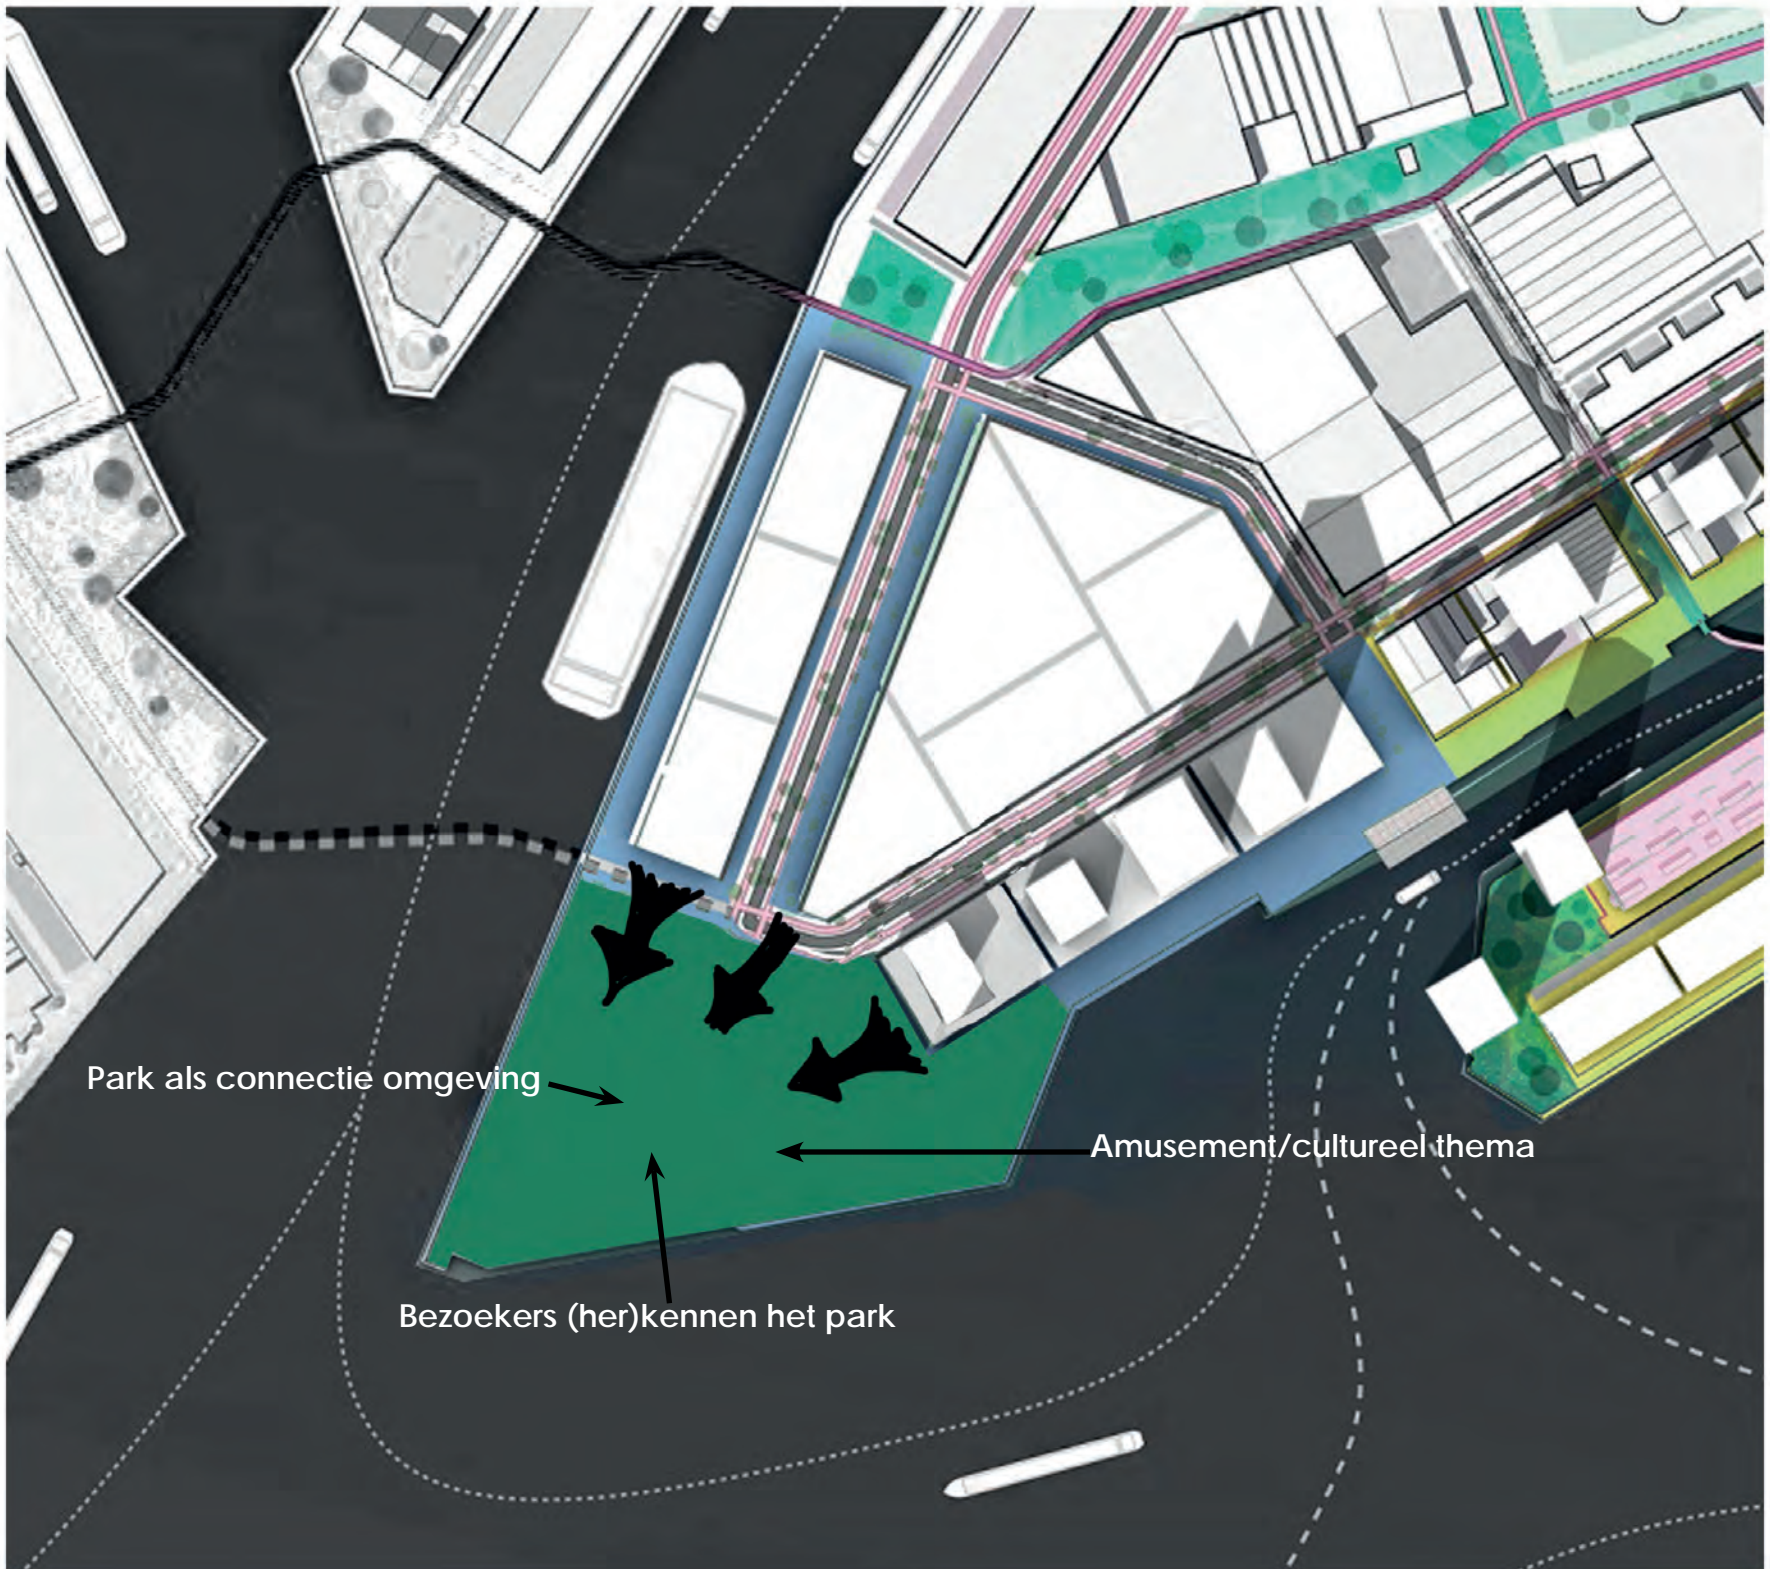 Park als connectie omgeving
Amusement/cultureel thema
Bezoekers (her)kennen het park